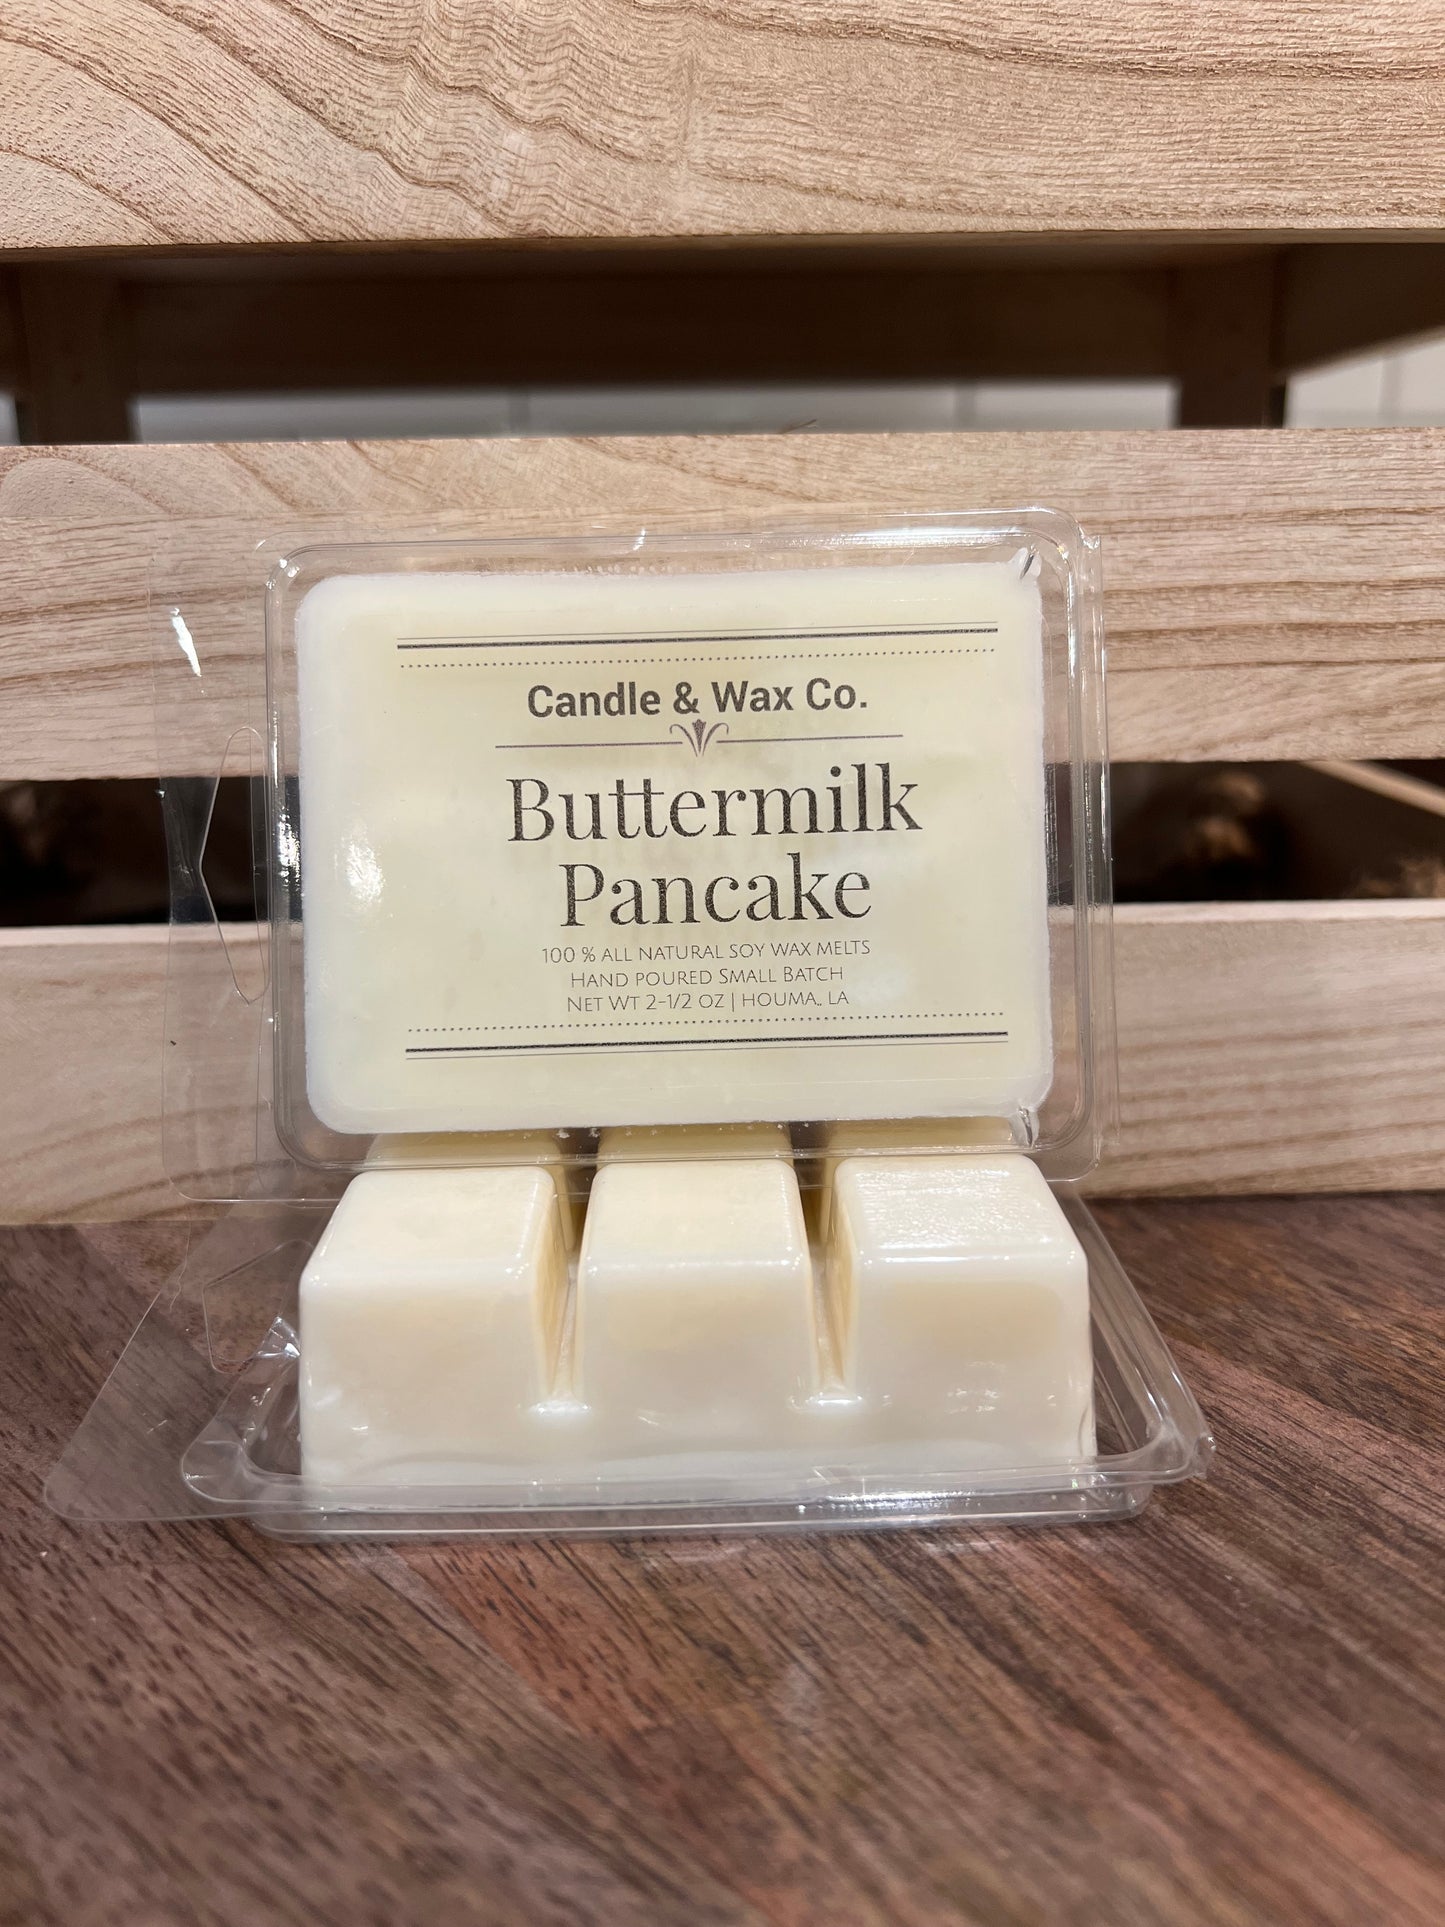 Candle & Wax Co.
Buttermilk
Pancake
100 % ALL NATURAL SOY WAX MELTS
HAND POURED SMALL BATCH
NET WT 2-1/2 OZ | HOUMA,, LA